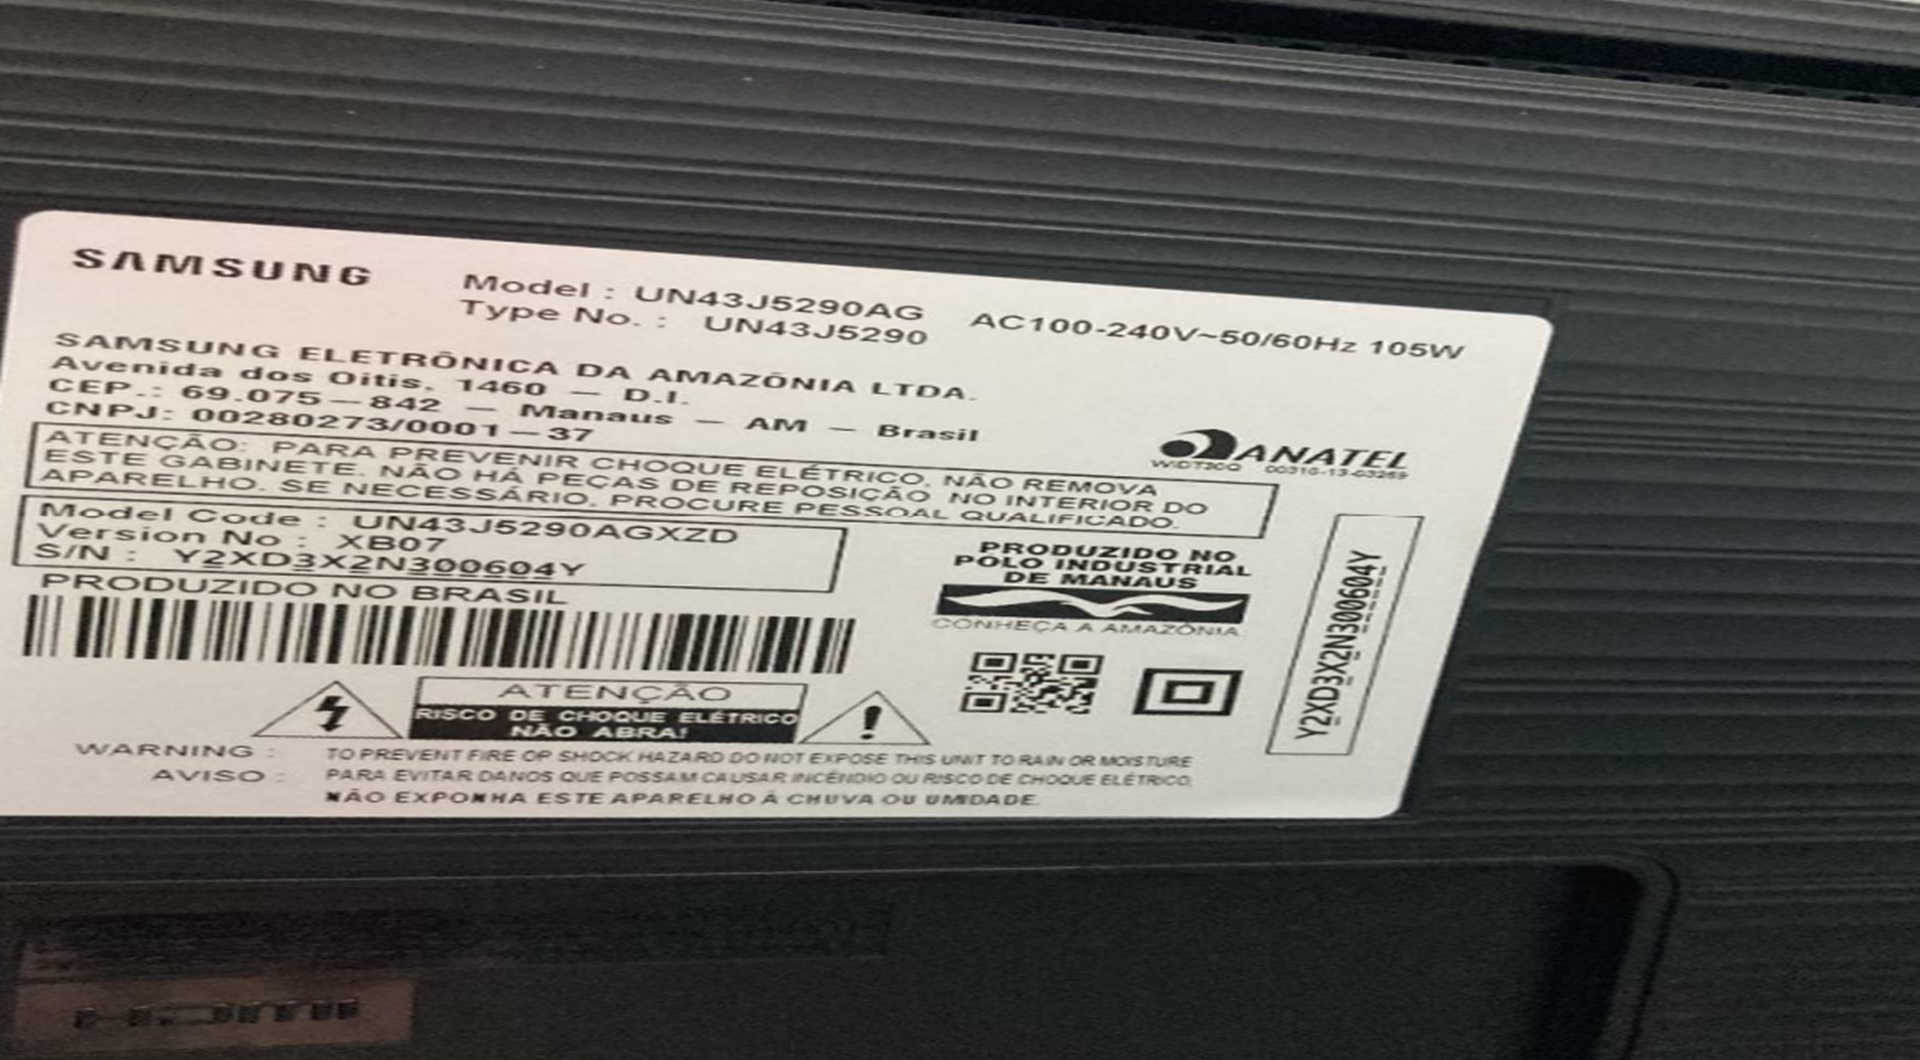 SAMSUNG
Model : UN43J5290AG
Type No. : UN43J5290
AC100-240V~50/60Hz 105W
SAMSUNG ELETRÔNICA DA AMAZÔNIA LTDA.
Avenida dos Oitis, 1460 - D.I.
CEP.: 69.075-842 - Manaus - AM - Brasil
CNPJ: 00280273/0001-37
ANATEL
00310-13-03269
ATENÇÃO: PARA PREVENIR CHOQUE ELÉTRICO, NÃO REMOVA
ESTE GABINETE. NÃO HÁ PEÇAS DE REPOSIÇÃO NO INTERIOR DO
APARELHO. SE NECESSÁRIO, PROCURE PESSOAL QUALIFICADO.
Model Code : UN43J5290AGXZD
Version No : XB07
S/N : Y2XD3X2N300604Y
PRODUZIDO NO BRASIL
PRODUZIDO NO
PÓLO INDUSTRIAL
DE MANAUS
CONHEÇA A AMAZÔNIA
Y2XD3X2N300604Y
ATENÇÃO
RISCO DE CHOQUE ELÉTRICO
NÃO ABRA!
WARNING : TO PREVENT FIRE OR SHOCK HAZARD DO NOT EXPOSE THIS UNIT TO RAIN OR MOISTURE
AVISO : PARA EVITAR DANOS QUE POSSAM CAUSAR INCÊNDIO OU RISCO DE CHOQUE ELÉTRICO,
NÃO EXPONHA ESTE APARELHO À CHUVA OU UMIDADE.
HDMI